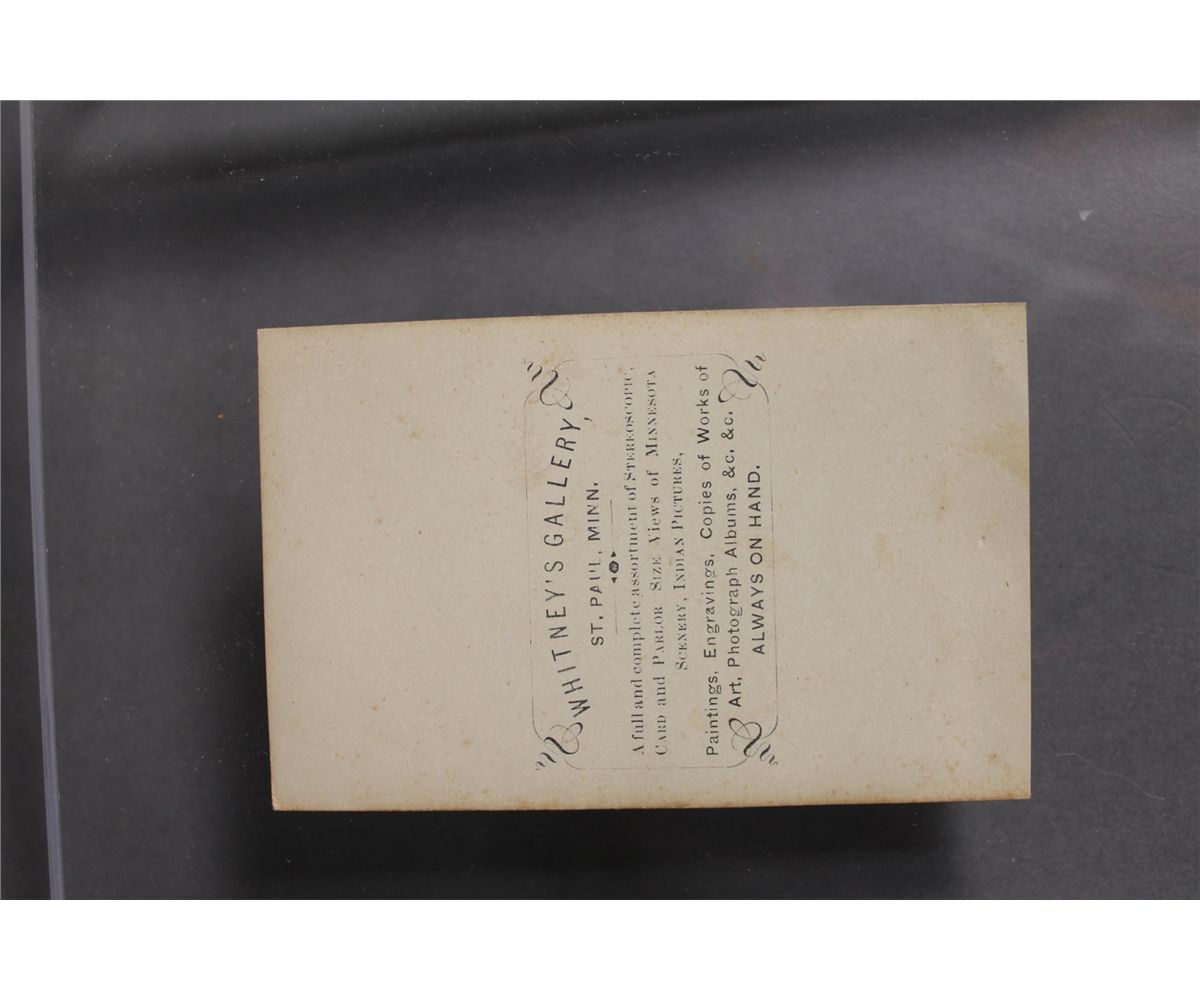 WHITNEY'S GALLERY,
ST. PAUL, MINN.
A full and complete assortment of STEREOSCOPIC,
CARD and PARLOR SIZE Views of MINNESOTA
SCENERY, INDIAN PICTURES,
Paintings, Engravings, Copies of Works of
Art, Photograph Albums, &c. &c.
ALWAYS ON HAND.